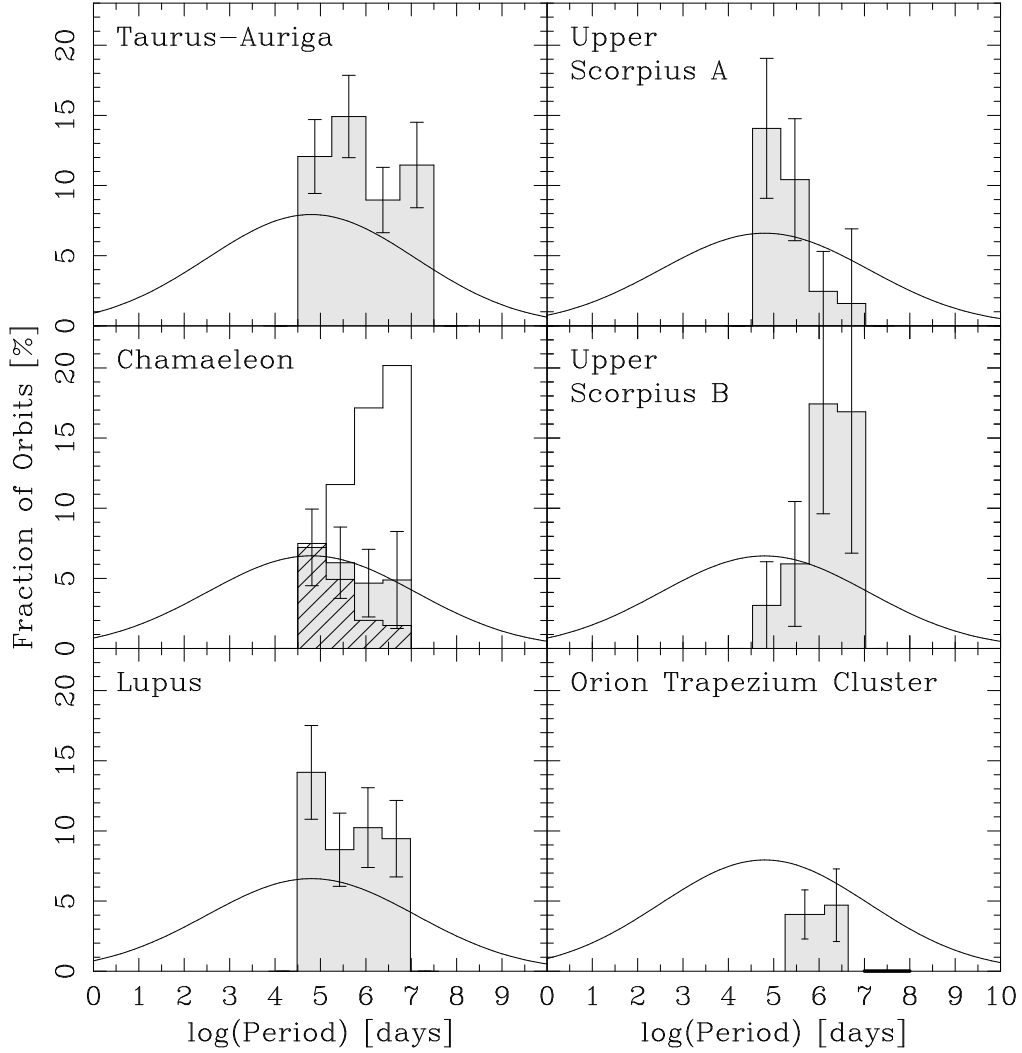 Taurus-Auriga
Upper
Scorpius A
20
15
10
5
0
Chamaeleon
Upper
Scorpius B
20
15
10
5
0
Fraction of Orbits [%]
Lupus
Orion Trapezium Cluster
20
15
10
5
0
0 1 2 3 4 5 6 7 8 9 0 1 2 3 4 5 6 7 8 9 10
log(Period) [days] log(Period) [days]